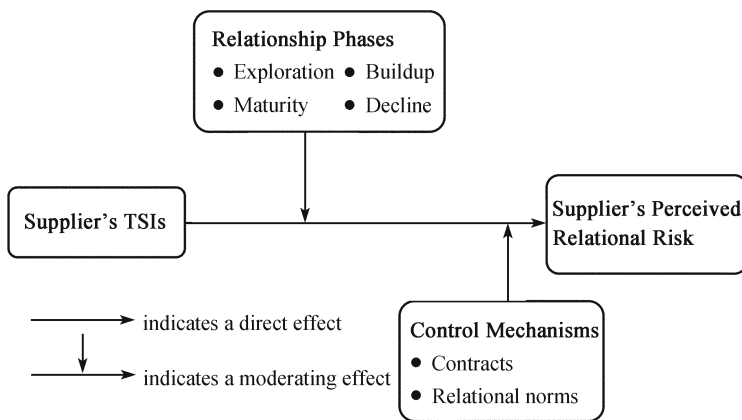 Relationship Phases
● Exploration ● Buildup
● Maturity ● Decline
Supplier's TSIs
Supplier's Perceived
Relational Risk
indicates a direct effect
indicates a moderating effect
Control Mechanisms
● Contracts
● Relational norms